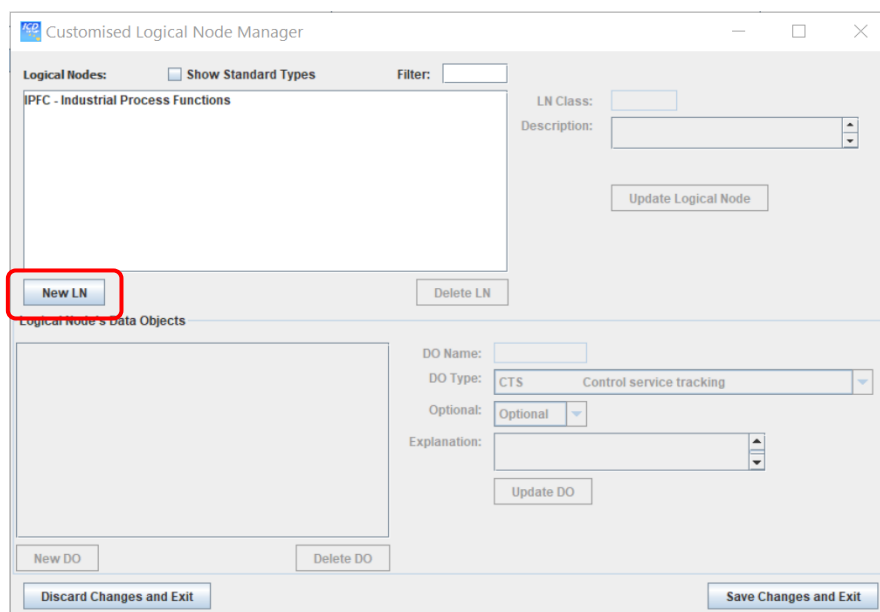 ICD Customised Logical Node Manager
Logical Nodes: Show Standard Types Filter:
IPFC - Industrial Process Functions
LN Class:
Description:
Update Logical Node
New LN Delete LN
Logical Node's Data Objects
DO Name:
DO Type: CTS Control service tracking
Optional: Optional
Explanation:
Update DO
New DO Delete DO
Discard Changes and Exit Save Changes and Exit